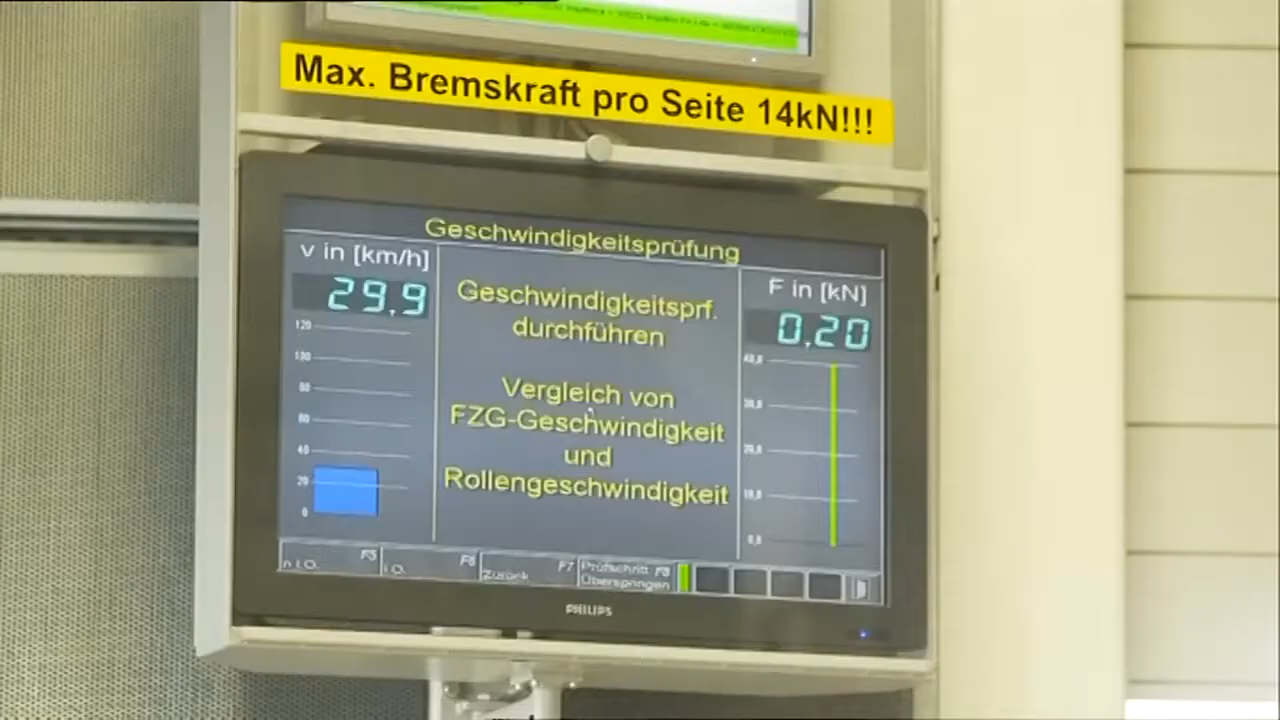 Max. Bremskraft pro Seite 14kN!!!
Geschwindigkeitsprüfung
v in [km/h]
29.9
120
100
80
60
40
20
0
Geschwindigkeitsprf.
durchführen
Vergleich von
FZG-Geschwindigkeit
und
Rollengeschwindigkeit
F in [kN]
0.20
40,0
30,0
20,0
10,0
0,0
n.I.O. F5
I.O. F6
Zurück F7
Prüfschritt F8
Überspringen
PHILIPS